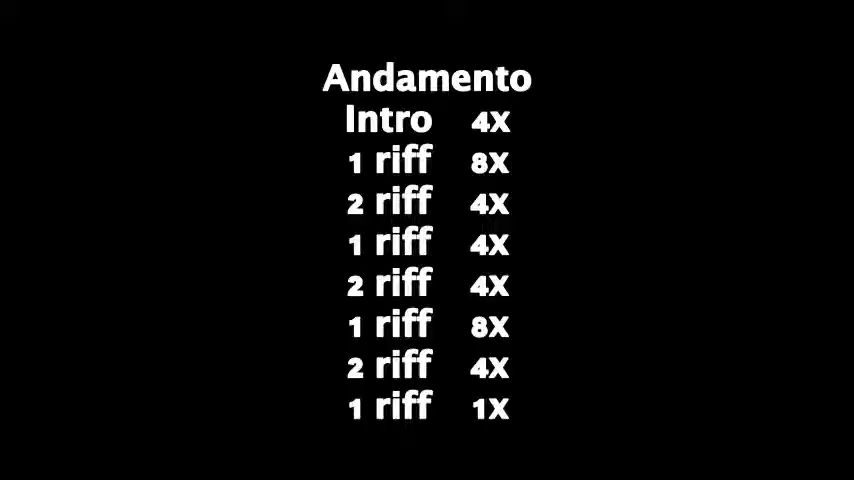 Andamento
Intro 4X
1 riff 8X
2 riff 4X
1 riff 4X
2 riff 4X
1 riff 8X
2 riff 4X
1 riff 1X